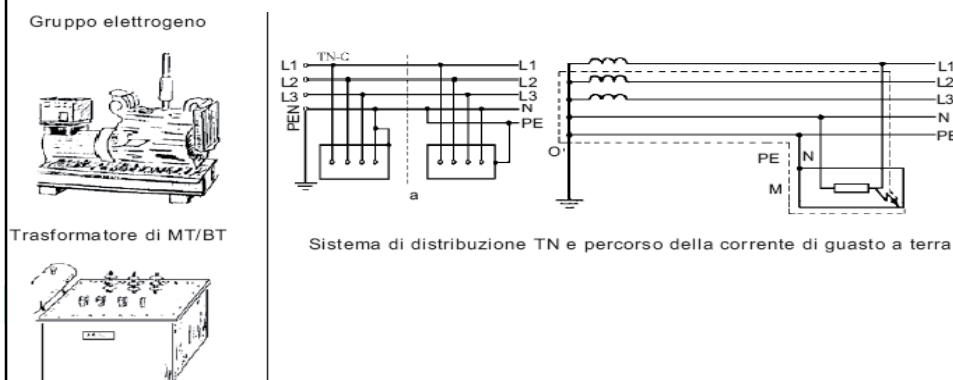 Gruppo elettrogeno
Trasformatore di MT/BT
TN-C
L1
L2
L3
PEN
L1
L2
L3
N
PE
a
L1
L2
L3
N
PE
O'
PE
N
M
Sistema di distribuzione TN e percorso della corrente di guasto a terra